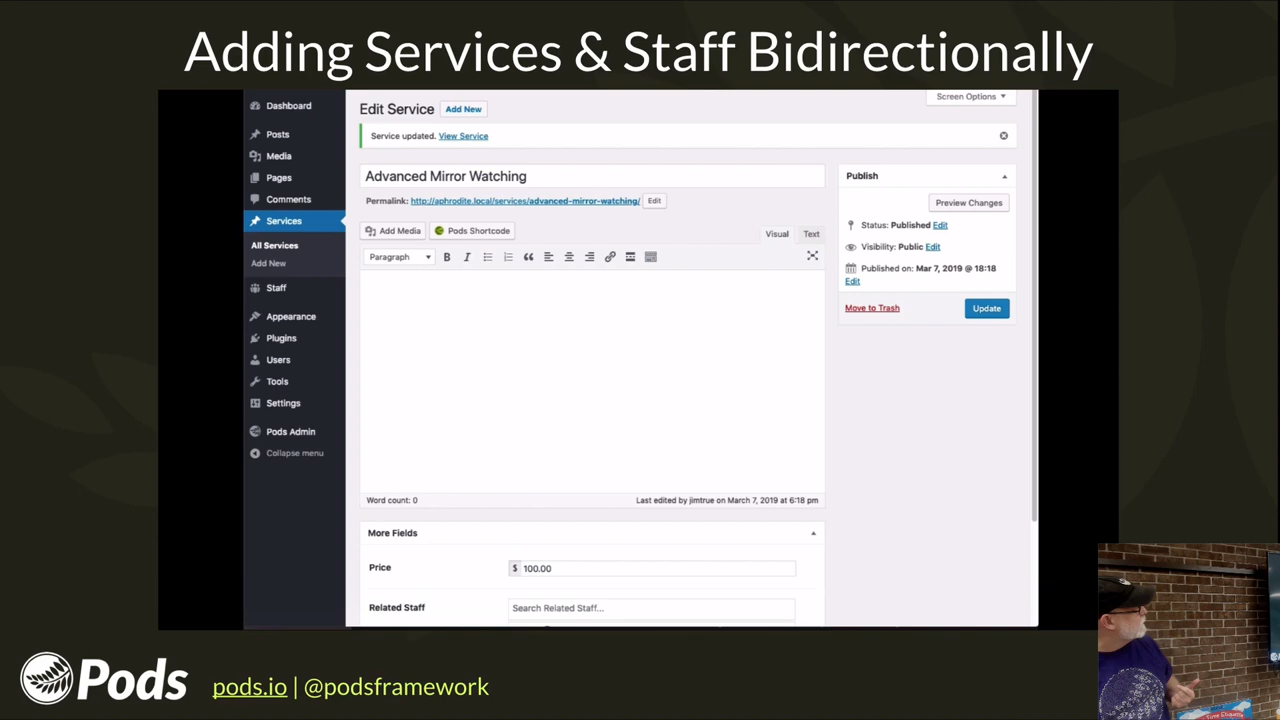 Adding Services & Staff Bidirectionally
Dashboard
Posts
Media
Pages
Comments
Services
All Services
Add New
Staff
Appearance
Plugins
Users
Tools
Settings
Pods Admin
Collapse menu
Edit Service
Add New
Screen Options
Service updated. View Service
Advanced Mirror Watching
Permalink: http://aphrodite.local/services/advanced-mirror-watching/ Edit
Add Media
Pods Shortcode
Visual
Text
Paragraph
B
I
Word count: 0
Last edited by jimtrue on March 7, 2019 at 6:18 pm
More Fields
Price
$ 100.00
Related Staff
Search Related Staff...
Publish
Preview Changes
Status: Published Edit
Visibility: Public Edit
Published on: Mar 7, 2019 @ 18:18
Edit
Move to Trash
Update
Pods
pods.io | @podsframework